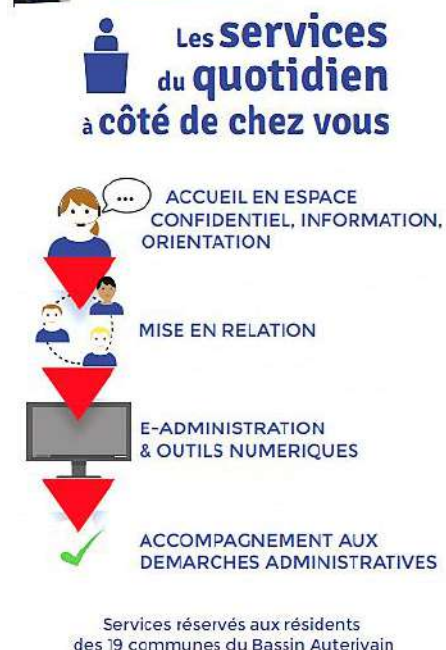 Les services
du quotidien
à côté de chez vous
...
ACCUEIL EN ESPACE
CONFIDENTIEL, INFORMATION,
ORIENTATION
MISE EN RELATION
E-ADMINISTRATION
& OUTILS NUMERIQUES
ACCOMPAGNEMENT AUX
DEMARCHES ADMINISTRATIVES
Services réservés aux résidents
des 19 communes du Bassin Auterivain